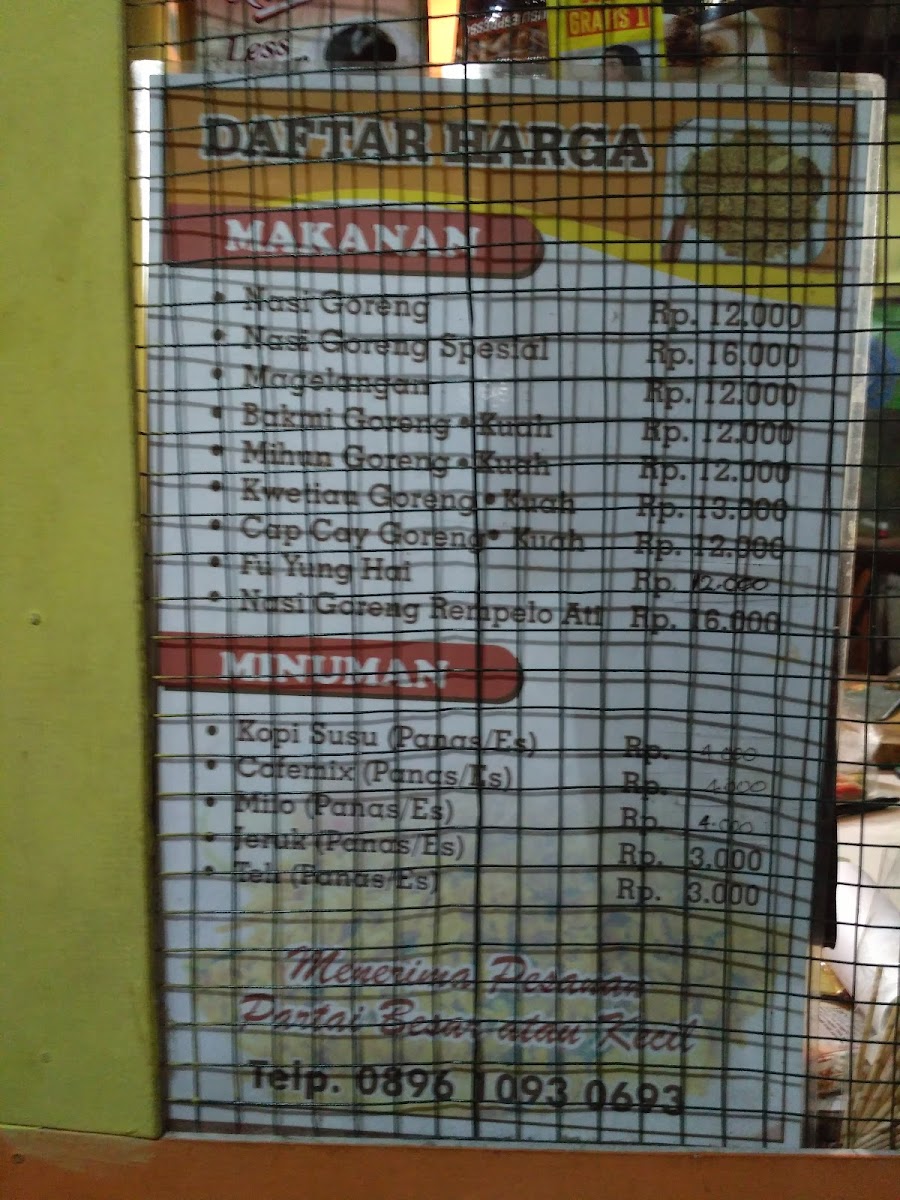 Less...
GRATIS 1
DAFTAR HARGA
MAKANAN
• Nasi Goreng Rp. 12.000
• Nasi Goreng Spesial Rp. 16.000
• Magelangan Rp. 12.000
• Bakmi Goreng • Kuah Rp. 12.000
• Mihun Goreng • Kuah Rp. 12.000
• Kwetiau Goreng • Kuah Rp. 13.000
• Cap Cay Goreng • Kuah Rp. 12.000
• Fu Yung Hai Rp. 12.000
• Nasi Goreng Rempelo Ati Rp. 16.000
MINUMAN
• Kopi Susu (Panas/Es) Rp. 4.000
• Cofemix (Panas/Es) Rp. 4.000
• Milo (Panas/Es) Rp. 4.000
• Jeruk (Panas/Es) Rp. 3.000
• Teh (Panas/Es) Rp. 3.000
Menerima Pesanan
Partai Besar atau Kecil
Telp. 0896 1093 0693